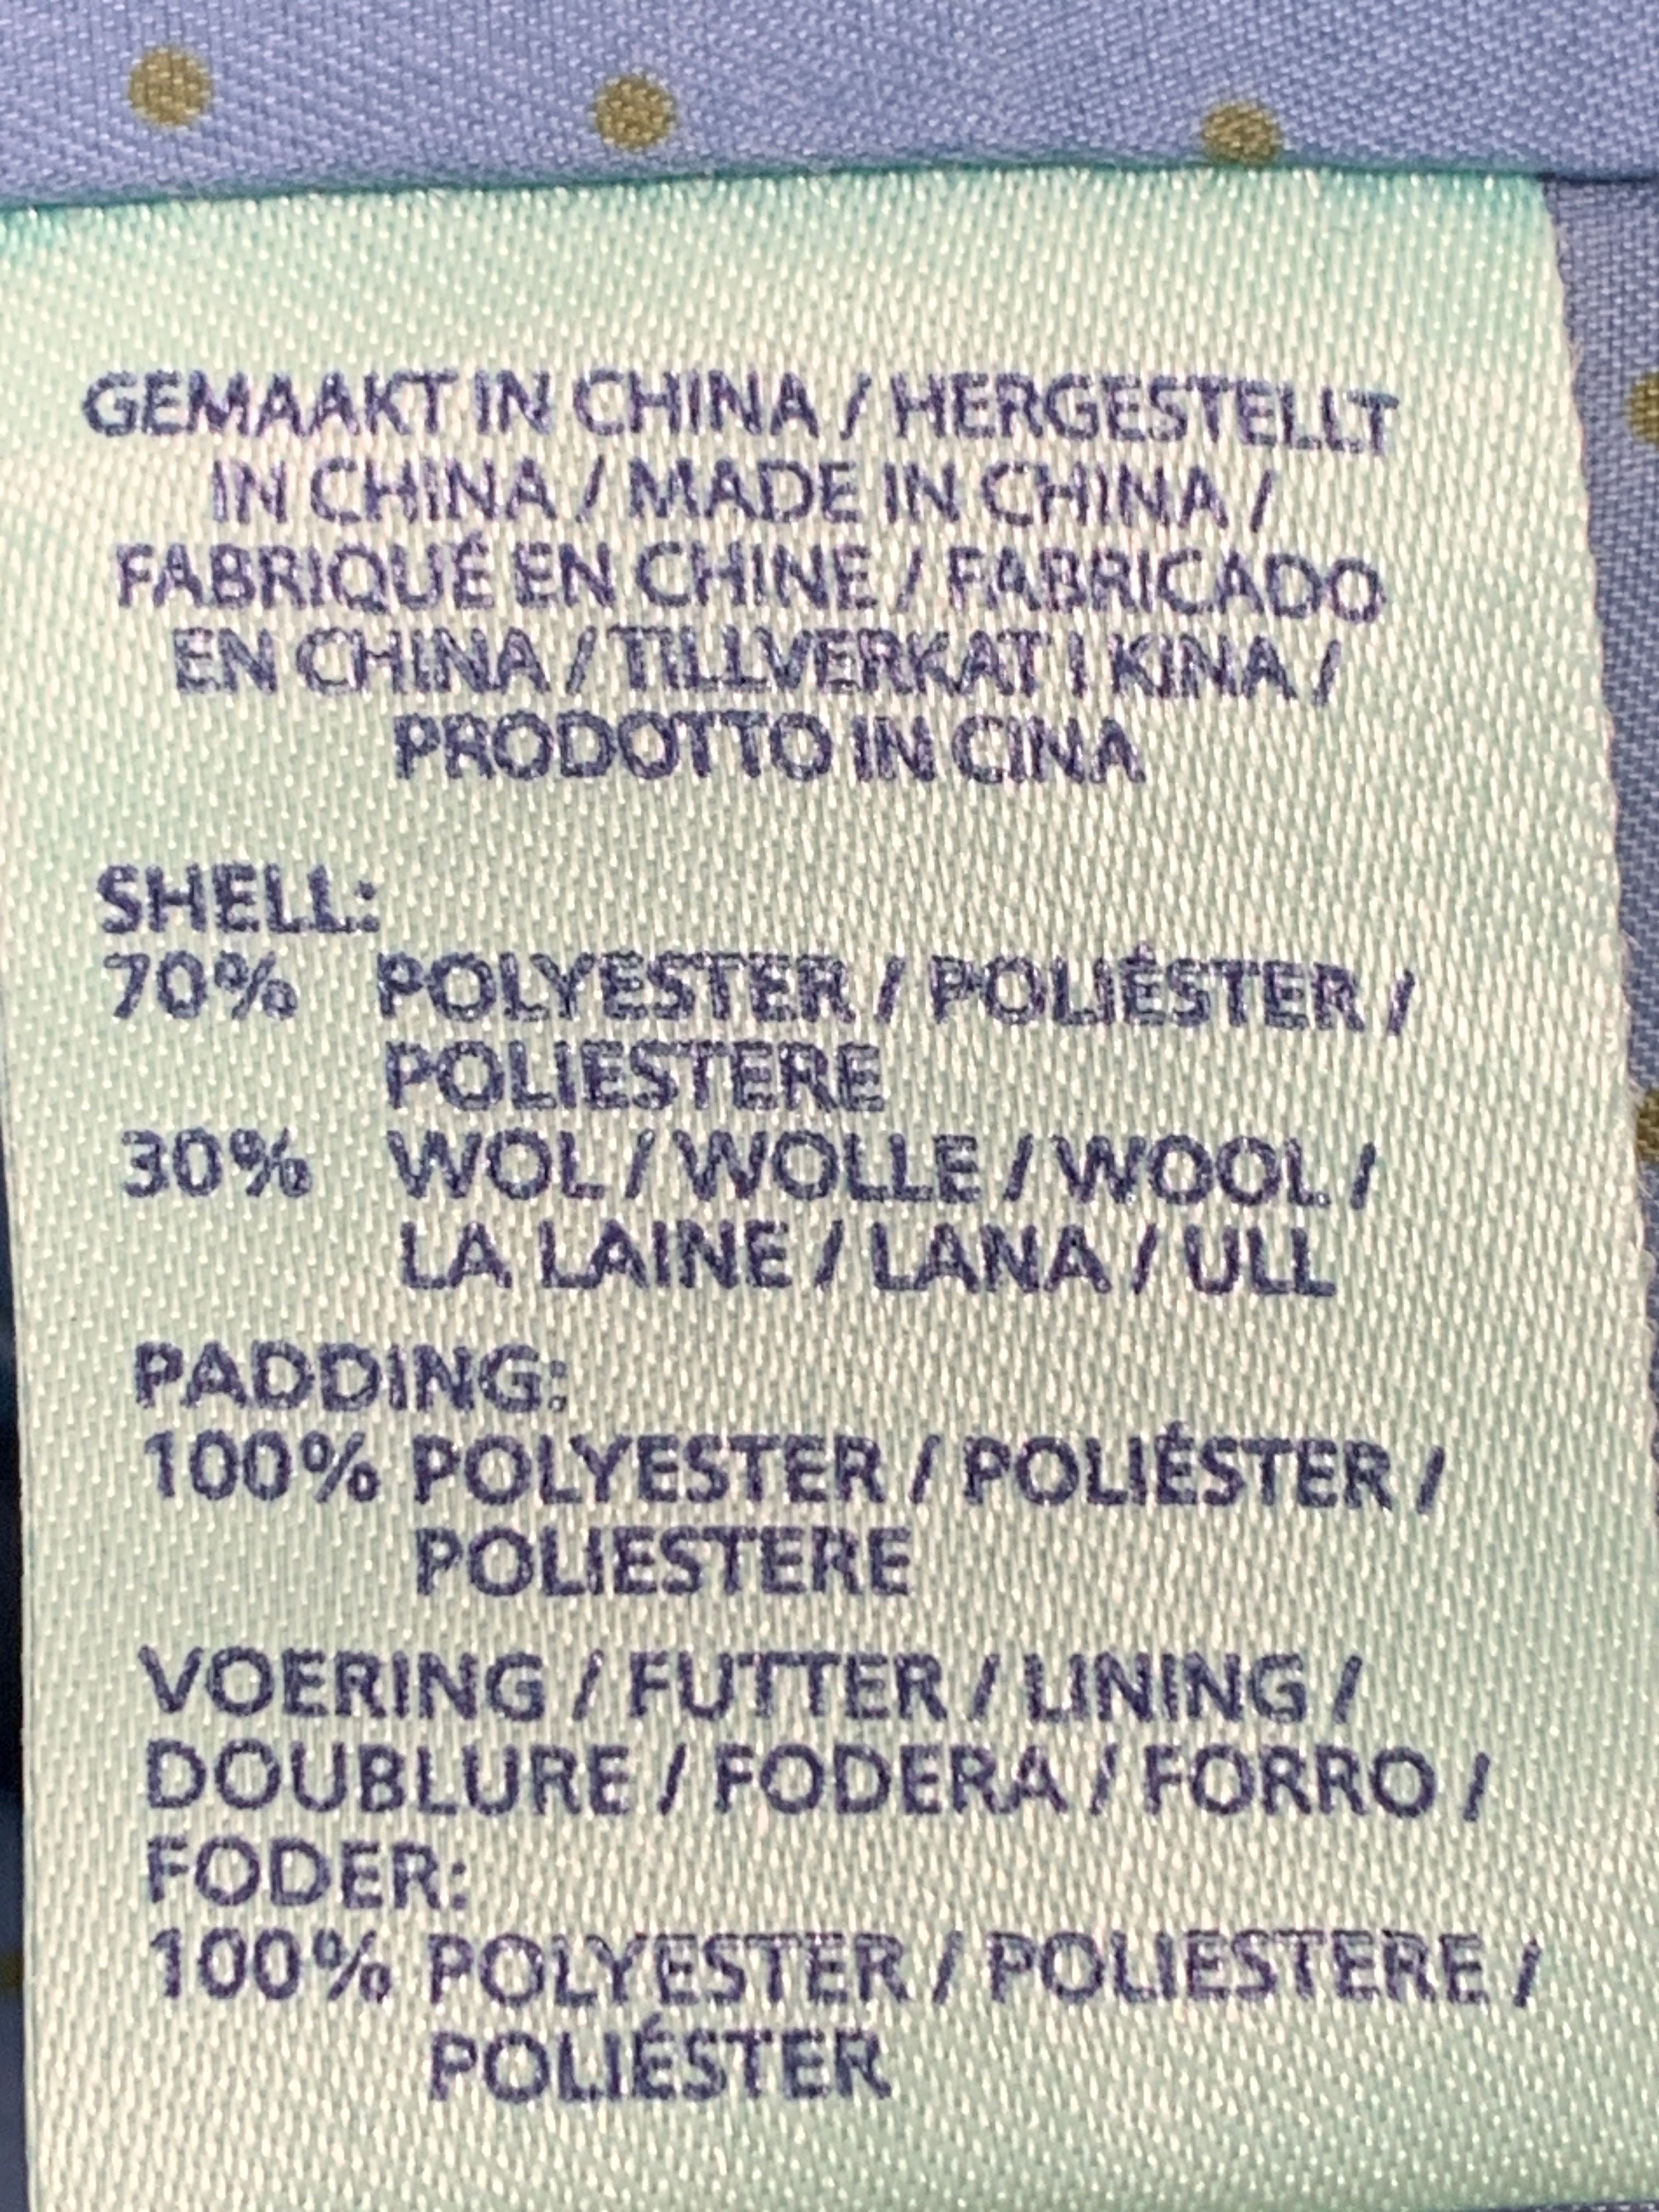 GEMAAKT IN CHINA / HERGESTELLT
IN CHINA / MADE IN CHINA /
FABRIQUÉ EN CHINE / FABRICADO
EN CHINA / TILLVERKAT I KINA /
PRODOTTO IN CINA
SHELL:
70% POLYESTER / POLIÉSTER /
POLIESTERE
30% WOL / WOLLE / WOOL /
LA LAINE / LANA / ULL
PADDING:
100% POLYESTER / POLIÉSTER /
POLIESTERE
VOERING / FUTTER / LINING /
DOUBLURE / FODERA / FORRO /
FODER:
100% POLYESTER / POLIESTERE /
POLIÉSTER